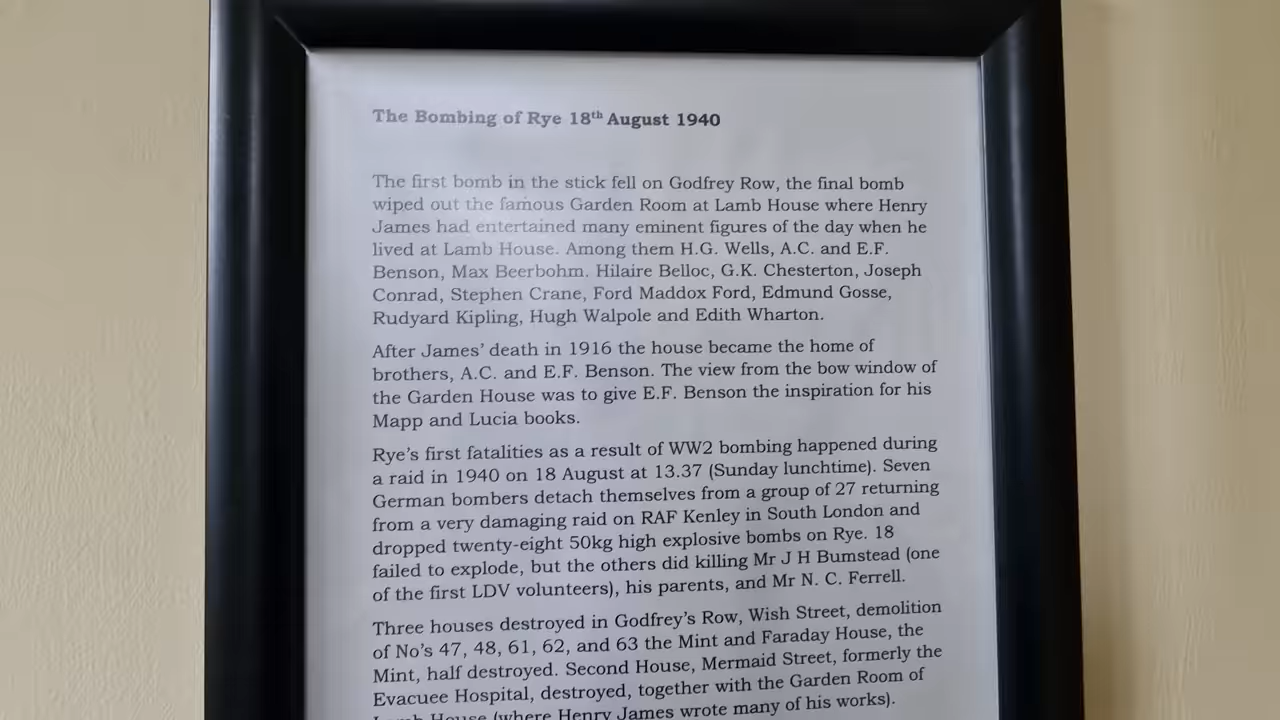 The Bombing of Rye 18th August 1940
The first bomb in the stick fell on Godfrey Row, the final bomb
wiped out the famous Garden Room at Lamb House where Henry
James had entertained many eminent figures of the day when he
lived at Lamb House. Among them H.G. Wells, A.C. and E.F.
Benson, Max Beerbohm. Hilaire Belloc, G.K. Chesterton, Joseph
Conrad, Stephen Crane, Ford Maddox Ford, Edmund Gosse,
Rudyard Kipling, Hugh Walpole and Edith Wharton.
After James' death in 1916 the house became the home of
brothers, A.C. and E.F. Benson. The view from the bow window of
the Garden House was to give E.F. Benson the inspiration for his
Mapp and Lucia books.
Rye's first fatalities as a result of WW2 bombing happened during
a raid in 1940 on 18 August at 13.37 (Sunday lunchtime). Seven
German bombers detach themselves from a group of 27 returning
from a very damaging raid on RAF Kenley in South London and
dropped twenty-eight 50kg high explosive bombs on Rye. 18
failed to explode, but the others did killing Mr J H Bumstead (one
of the first LDV volunteers), his parents, and Mr N. C. Ferrell.
Three houses destroyed in Godfrey's Row, Wish Street, demolition
of No's 47, 48, 61, 62, and 63 the Mint and Faraday House, the
Mint, half destroyed. Second House, Mermaid Street, formerly the
Evacuee Hospital, destroyed, together with the Garden Room of
Lamb House (where Henry James wrote many of his works).